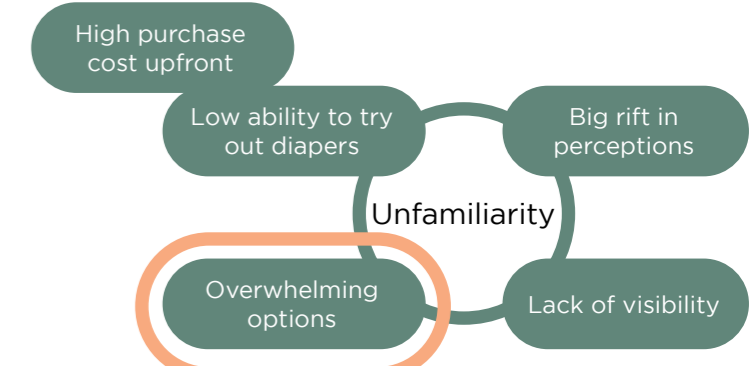 High purchase
cost upfront
Low ability to try
out diapers
Big rift in
perceptions
Unfamiliarity
Overwhelming
options
Lack of visibility